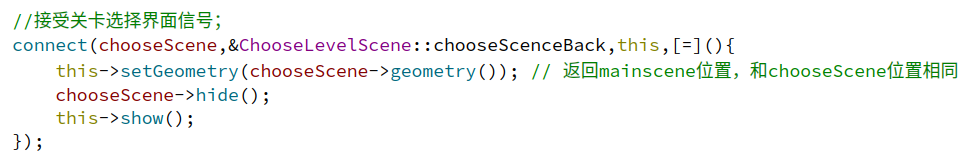 //接受关卡选择界面信号;
connect(chooseScene,&ChooseLevelScene::chooseScenceBack,this,[=](){
    this->setGeometry(chooseScene->geometry()); // 返回mainscene位置，和chooseScene位置相同
    chooseScene->hide();
    this->show();
});